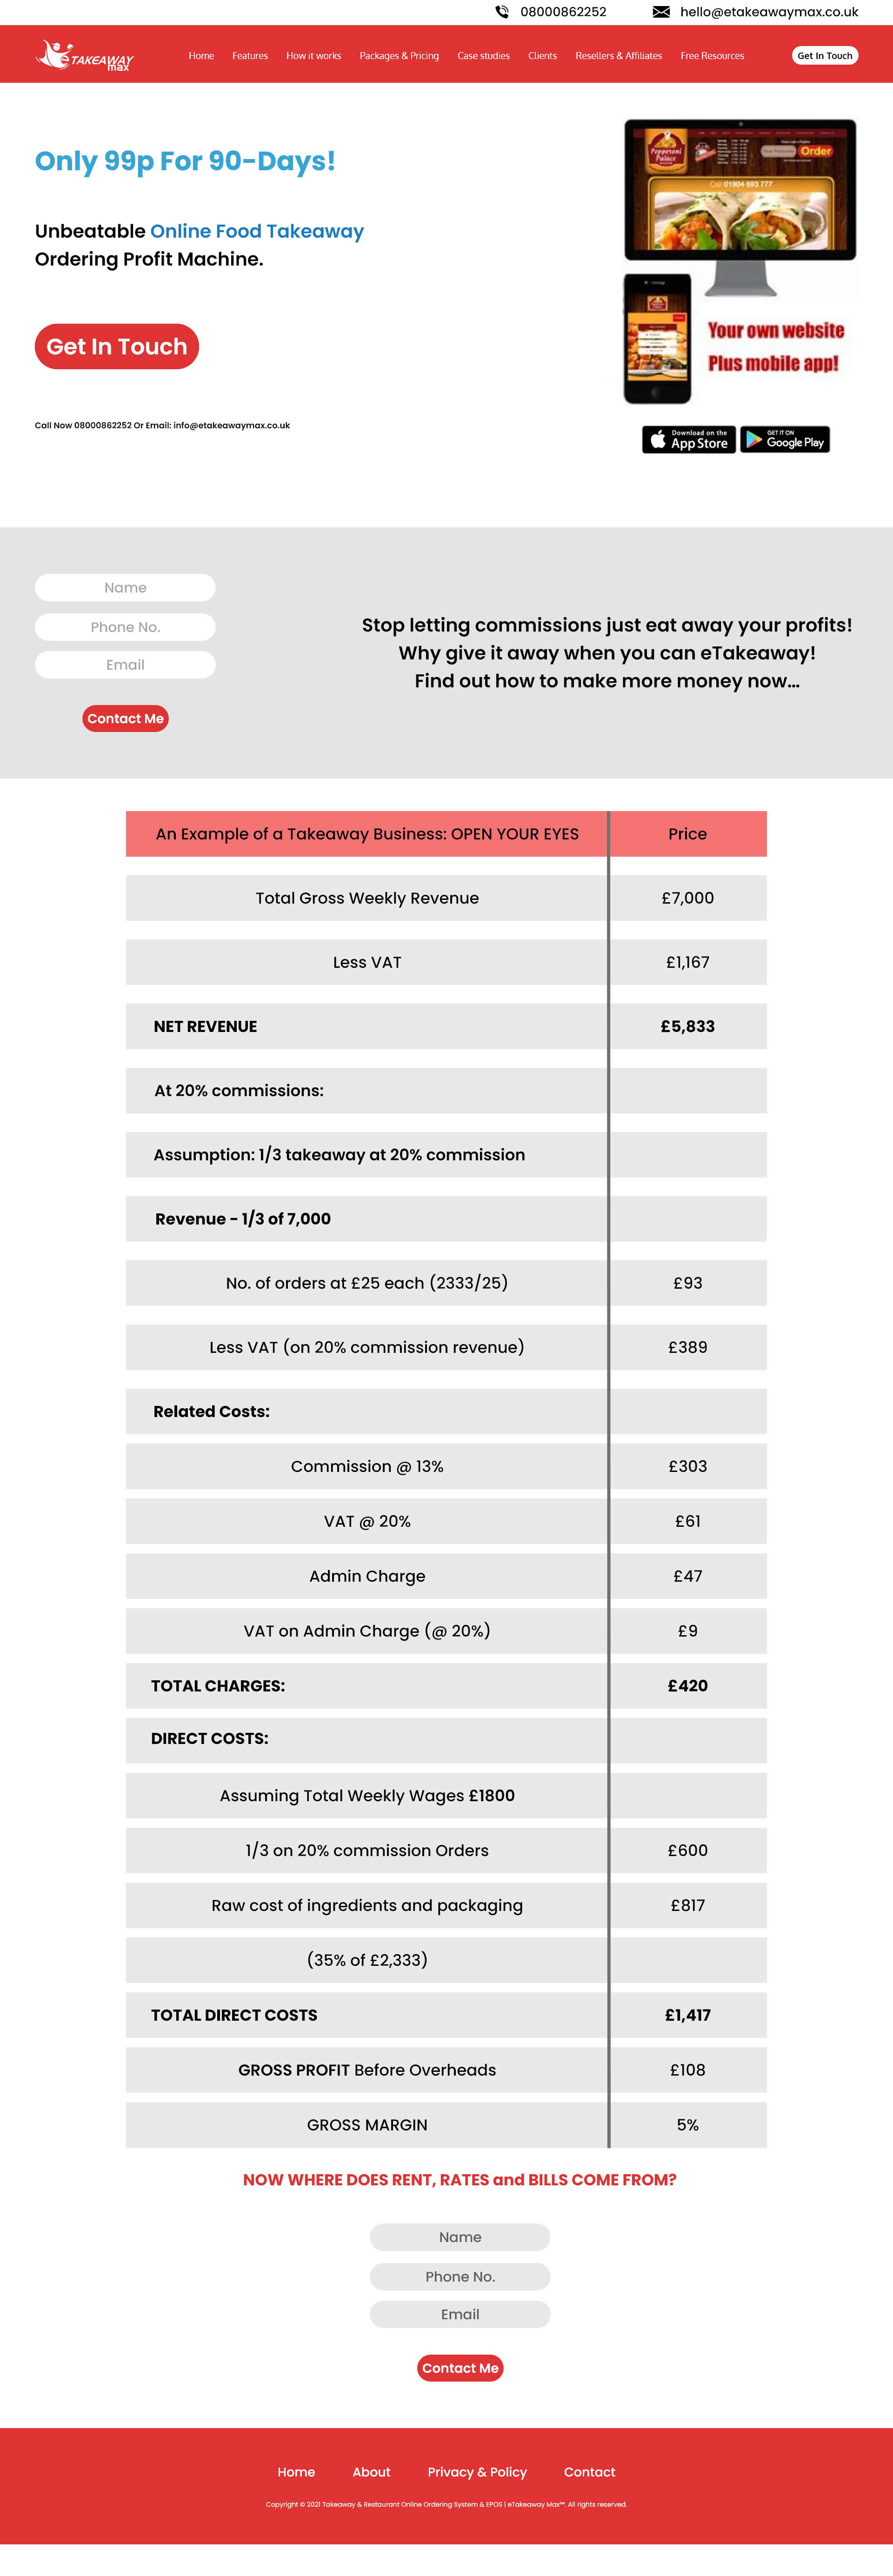 08000862252
hello@etakeawaymax.co.uk
eTAKEAWAY
max
Home
Features
How it works
Packages & Pricing
Case studies
Clients
Resellers & Affiliates
Free Resources
Get In Touch
Only 99p For 90-Days!
Unbeatable Online Food Takeaway
Ordering Profit Machine.
Get In Touch
Call Now 08000862252 Or Email: info@etakeawaymax.co.uk
Pepperoni
Palace
Order
Call 01904 693 777
Your own website
Plus mobile app!
Download on the
App Store
GET IT ON
Google Play
Name
Phone No.
Email
Contact Me
Stop letting commissions just eat away your profits!
Why give it away when you can eTakeaway!
Find out how to make more money now...
An Example of a Takeaway Business: OPEN YOUR EYES Price
Total Gross Weekly Revenue £7,000
Less VAT £1,167
NET REVENUE £5,833
At 20% commissions:
Assumption: 1/3 takeaway at 20% commission
Revenue - 1/3 of 7,000
No. of orders at £25 each (2333/25) £93
Less VAT (on 20% commission revenue) £389
Related Costs:
Commission @ 13% £303
VAT @ 20% £61
Admin Charge £47
VAT on Admin Charge (@ 20%) £9
TOTAL CHARGES: £420
DIRECT COSTS:
Assuming Total Weekly Wages £1800
1/3 on 20% commission Orders £600
Raw cost of ingredients and packaging £817
(35% of £2,333)
TOTAL DIRECT COSTS £1,417
GROSS PROFIT Before Overheads £108
GROSS MARGIN 5%
NOW WHERE DOES RENT, RATES and BILLS COME FROM?
Name
Phone No.
Email
Contact Me
Home
About
Privacy & Policy
Contact
Copyright © 2021 Takeaway & Restaurant Online Ordering System & EPOS | eTakeaway Max™. All rights reserved.